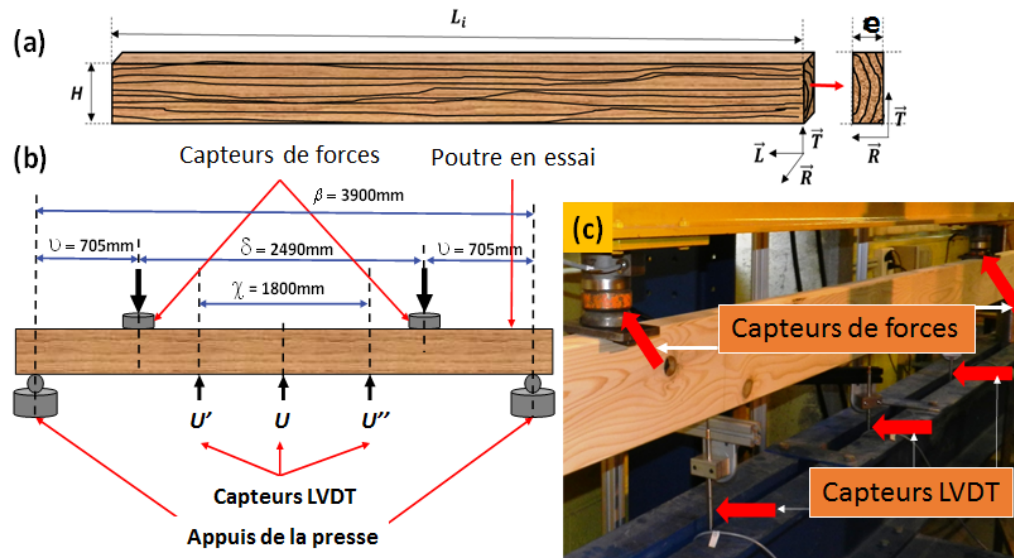 (a)
L_i
e
H
T
L
R
T
R
(b)
Capteurs de forces
Poutre en essai
β = 3900mm
υ = 705mm
δ = 2490mm
υ = 705mm
χ = 1800mm
U'
U
U''
Capteurs LVDT
Appuis de la presse
(c)
Capteurs de forces
Capteurs LVDT